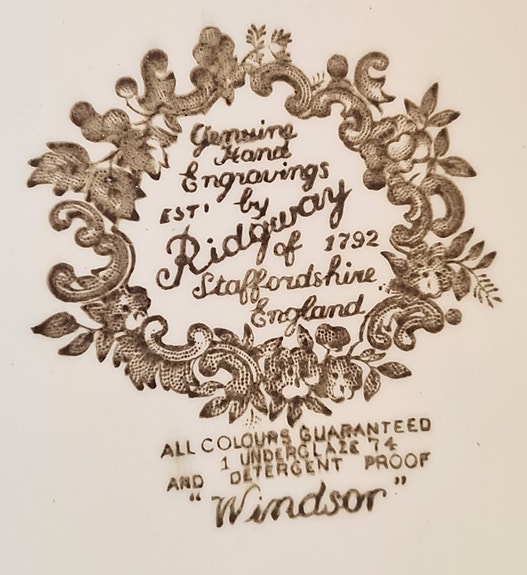 Genuine
Hand
Engravings
EST' by
Ridgway
of 1792
Staffordshire
England
ALL COLOURS GUARANTEED
1 UNDERGLAZE 74
AND DETERGENT PROOF
"Windsor"